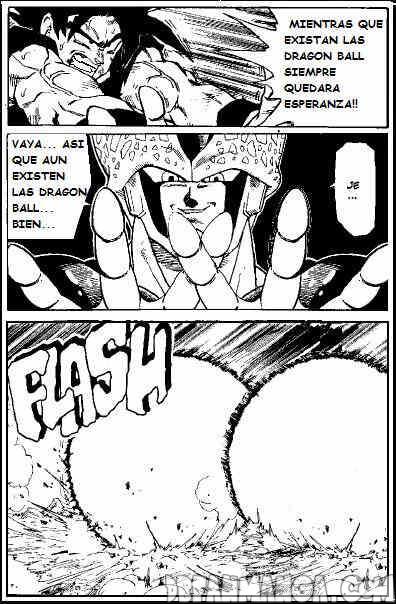 MIENTRAS QUE
EXISTAN LAS
DRAGON BALL
SIEMPRE
QUEDARA
ESPERANZA!!
VAYA... ASI
QUE AUN
EXISTEN
LAS DRAGON
BALL...
BIEN...
JE
...
FLASH